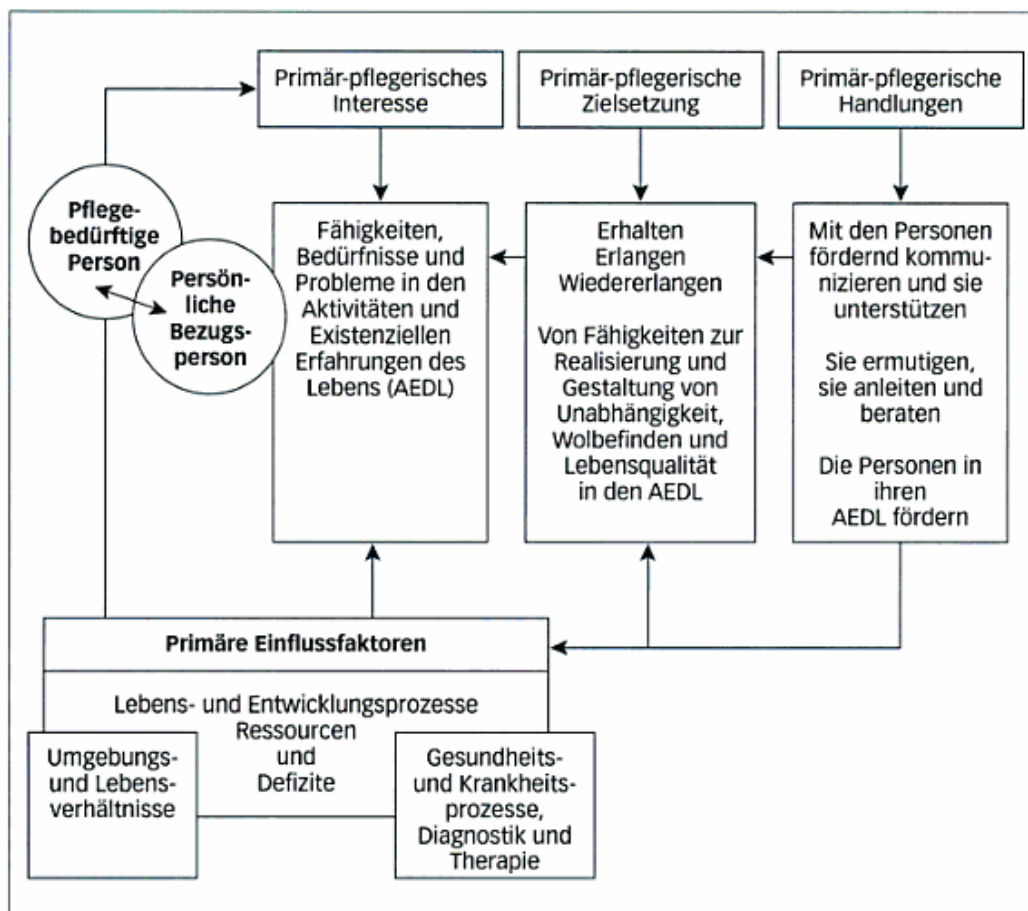 Primär-pflegerisches
Interesse
Primär-pflegerische
Zielsetzung
Primär-pflegerische
Handlungen
Pflege-
bedürftige
Person
Persön-
liche
Bezugs-
person
Fähigkeiten,
Bedürfnisse und
Probleme in den
Aktivitäten und
Existenziellen
Erfahrungen des
Lebens (AEDL)
Erhalten
Erlangen
Wiedererlangen
Von Fähigkeiten zur
Realisierung und
Gestaltung von
Unabhängigkeit,
Wolbefinden und
Lebensqualität
in den AEDL
Mit den Personen
fördernd kommu-
nizieren und sie
unterstützen
Sie ermutigen,
sie anleiten und
beraten
Die Personen in
ihren
AEDL fördern
Primäre Einflussfaktoren
Lebens- und Entwicklungsprozesse
Ressourcen
und
Defizite
Umgebungs-
und Lebens-
verhältnisse
Gesundheits-
und Krankheits-
prozesse,
Diagnostik und
Therapie